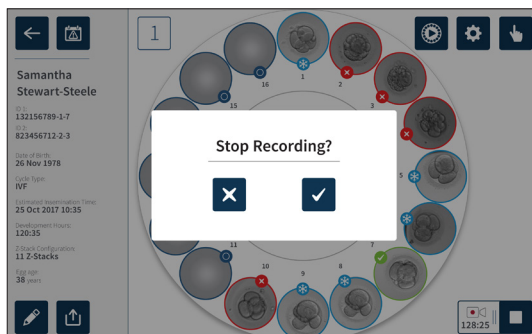 1
Samantha
Stewart-Steele
ID 1:
132156789-1-7
ID 2:
823456712-2-3
Date of Birth:
26 Nov 1978
Cycle Type:
IVF
Estimated Insemination Time:
25 Oct 2017 10:35
Development Hours:
120:35
Z-Stack Configuration:
11 Z-Stacks
Egg age:
38 years
16
1
2
15
3
Stop Recording?
5
11
7
10
9
8
128:25